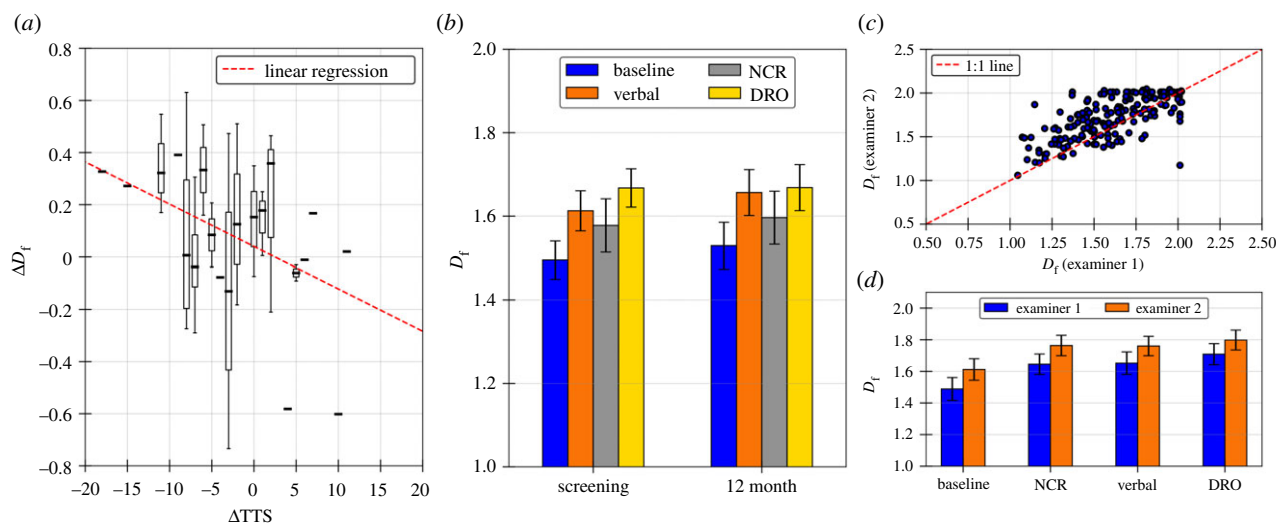 (a)
0.8
0.6
0.4
0.2
0
–0.2
–0.4
–0.6
–0.8
ΔDf
linear regression
–20 –15 –10 –5 0 5 10 15 20
ΔTTS
(b)
2.0
1.8
1.6
1.4
1.2
1.0
Df
baseline NCR
verbal DRO
screening 12 month
(c)
2.5
2.0
1.5
1.0
0.5
Df (examiner 2)
1:1 line
0.50 0.75 1.00 1.25 1.50 1.75 2.00 2.25 2.50
Df (examiner 1)
(d)
2.0
1.8
1.6
1.4
1.2
1.0
Df
examiner 1 examiner 2
baseline NCR verbal DRO